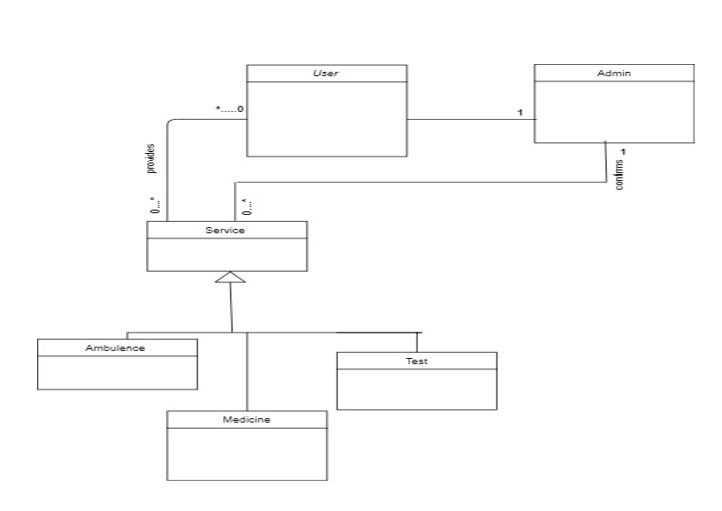 User
Admin
*.....0
1
provides
1
confirms
0....*
0....*
Service
Ambulence
Test
Medicine